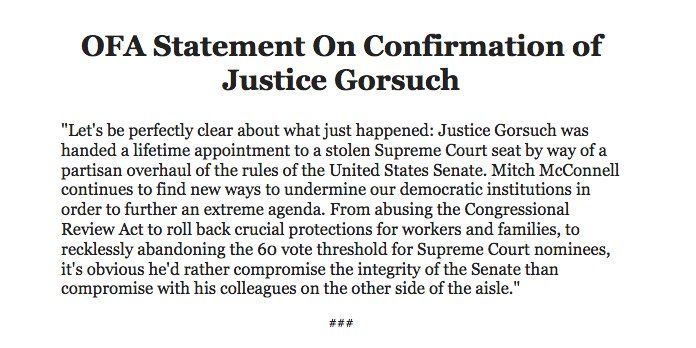 OFA Statement On Confirmation of
Justice Gorsuch
"Let's be perfectly clear about what just happened: Justice Gorsuch was
handed a lifetime appointment to a stolen Supreme Court seat by way of a
partisan overhaul of the rules of the United States Senate. Mitch McConnell
continues to find new ways to undermine our democratic institutions in
order to further an extreme agenda. From abusing the Congressional
Review Act to roll back crucial protections for workers and families, to
recklessly abandoning the 60 vote threshold for Supreme Court nominees,
it's obvious he'd rather compromise the integrity of the Senate than
compromise with his colleagues on the other side of the aisle."
###